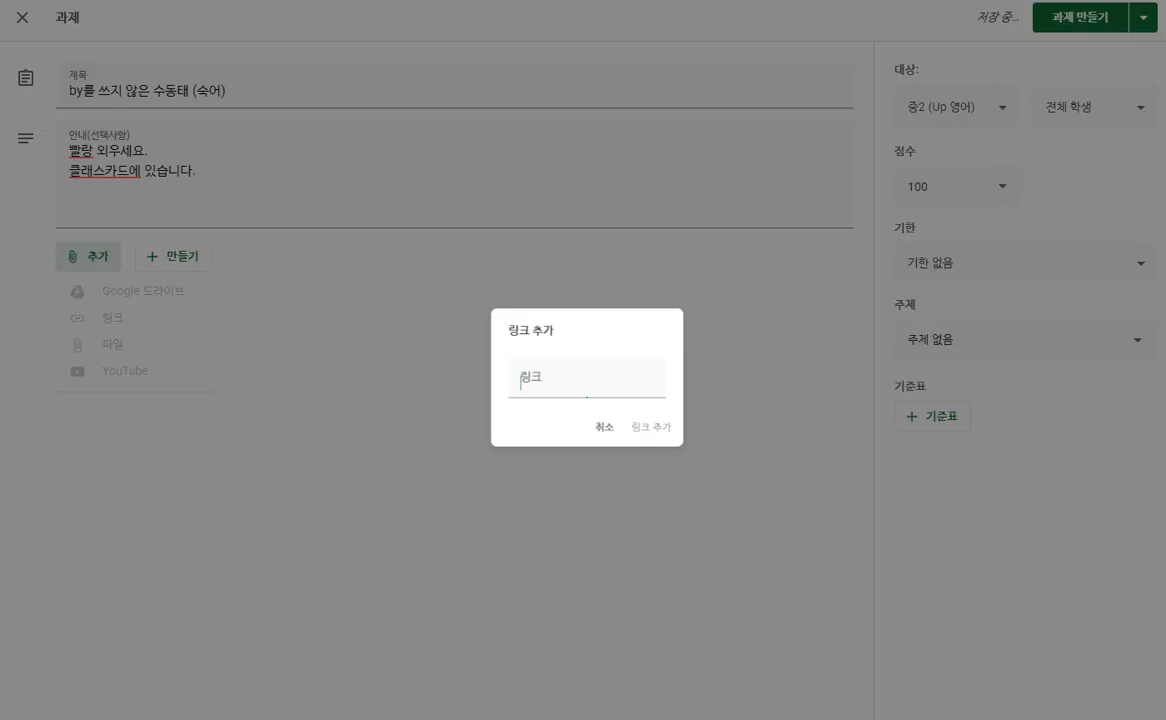 과제
저장 중...
과제 만들기
제목
by를 쓰지 않은 수동태 (숙어)
안내(선택사항)
빨랑 외우세요.
클래스카드에 있습니다.
추가
만들기
Google 드라이브
링크
파일
YouTube
링크 추가
링크
취소
링크 추가
대상:
중2 (Up 영어)
전체 학생
점수
100
기한
기한 없음
주제
주제 없음
기준표
기준표